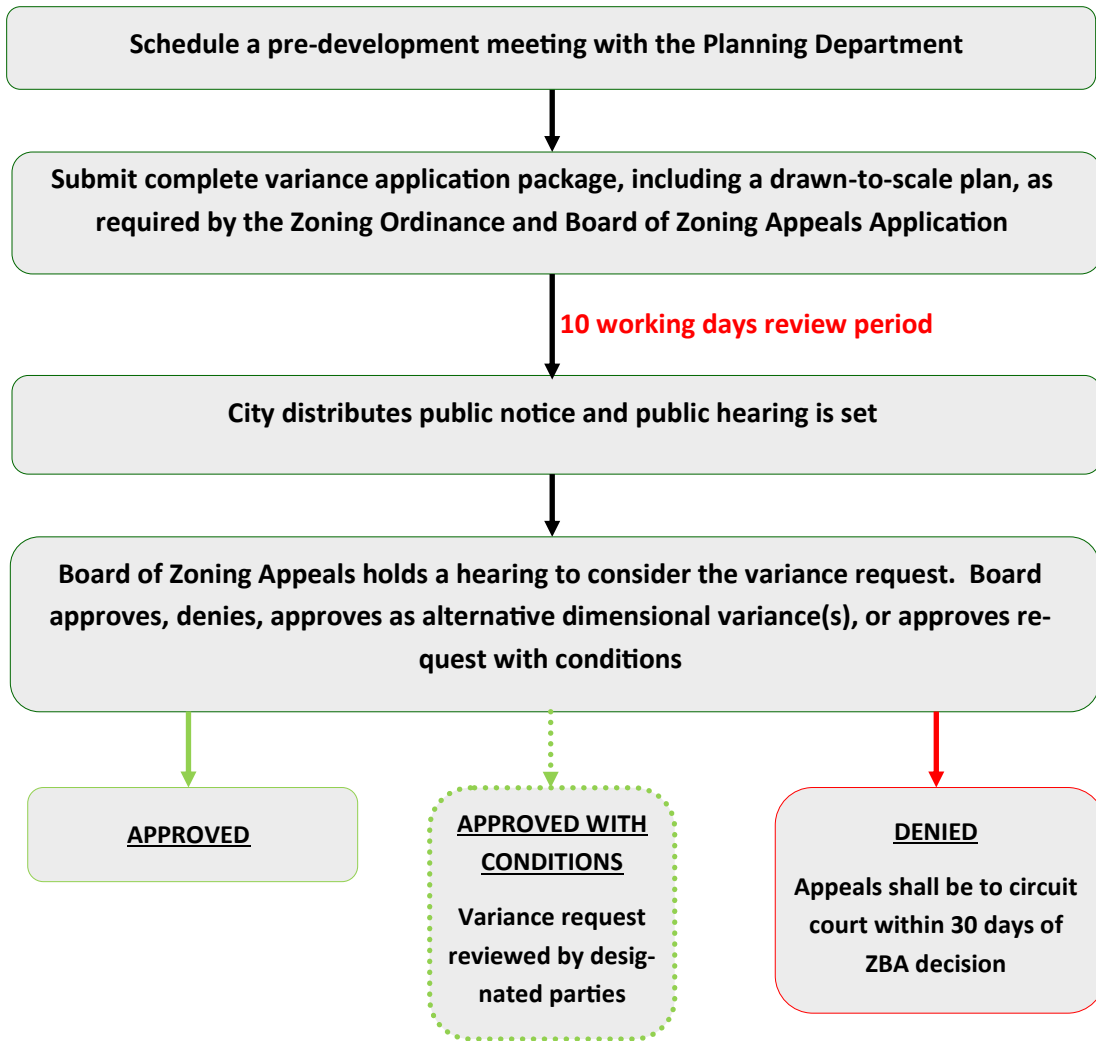 Schedule a pre-development meeting with the Planning Department
Submit complete variance application package, including a drawn-to-scale plan, as
required by the Zoning Ordinance and Board of Zoning Appeals Application
10 working days review period
City distributes public notice and public hearing is set
Board of Zoning Appeals holds a hearing to consider the variance request.  Board
approves, denies, approves as alternative dimensional variance(s), or approves re-
quest with conditions
APPROVED
APPROVED WITH
CONDITIONS
Variance request
reviewed by desig-
nated parties
DENIED
Appeals shall be to circuit
court within 30 days of
ZBA decision